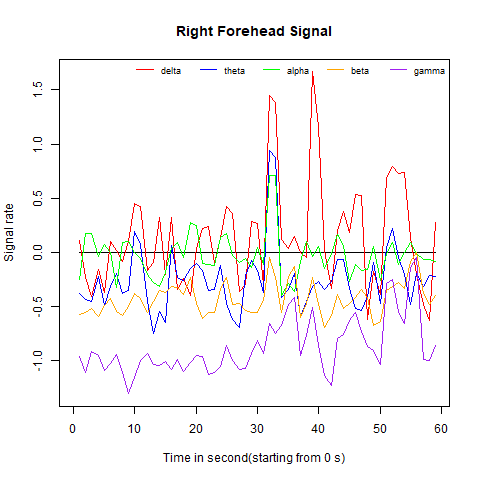 Right Forehead Signal
delta theta alpha beta gamma
Signal rate
1.5
1.0
0.5
0.0
-0.5
-1.0
0 10 20 30 40 50 60
Time in second(starting from 0 s)